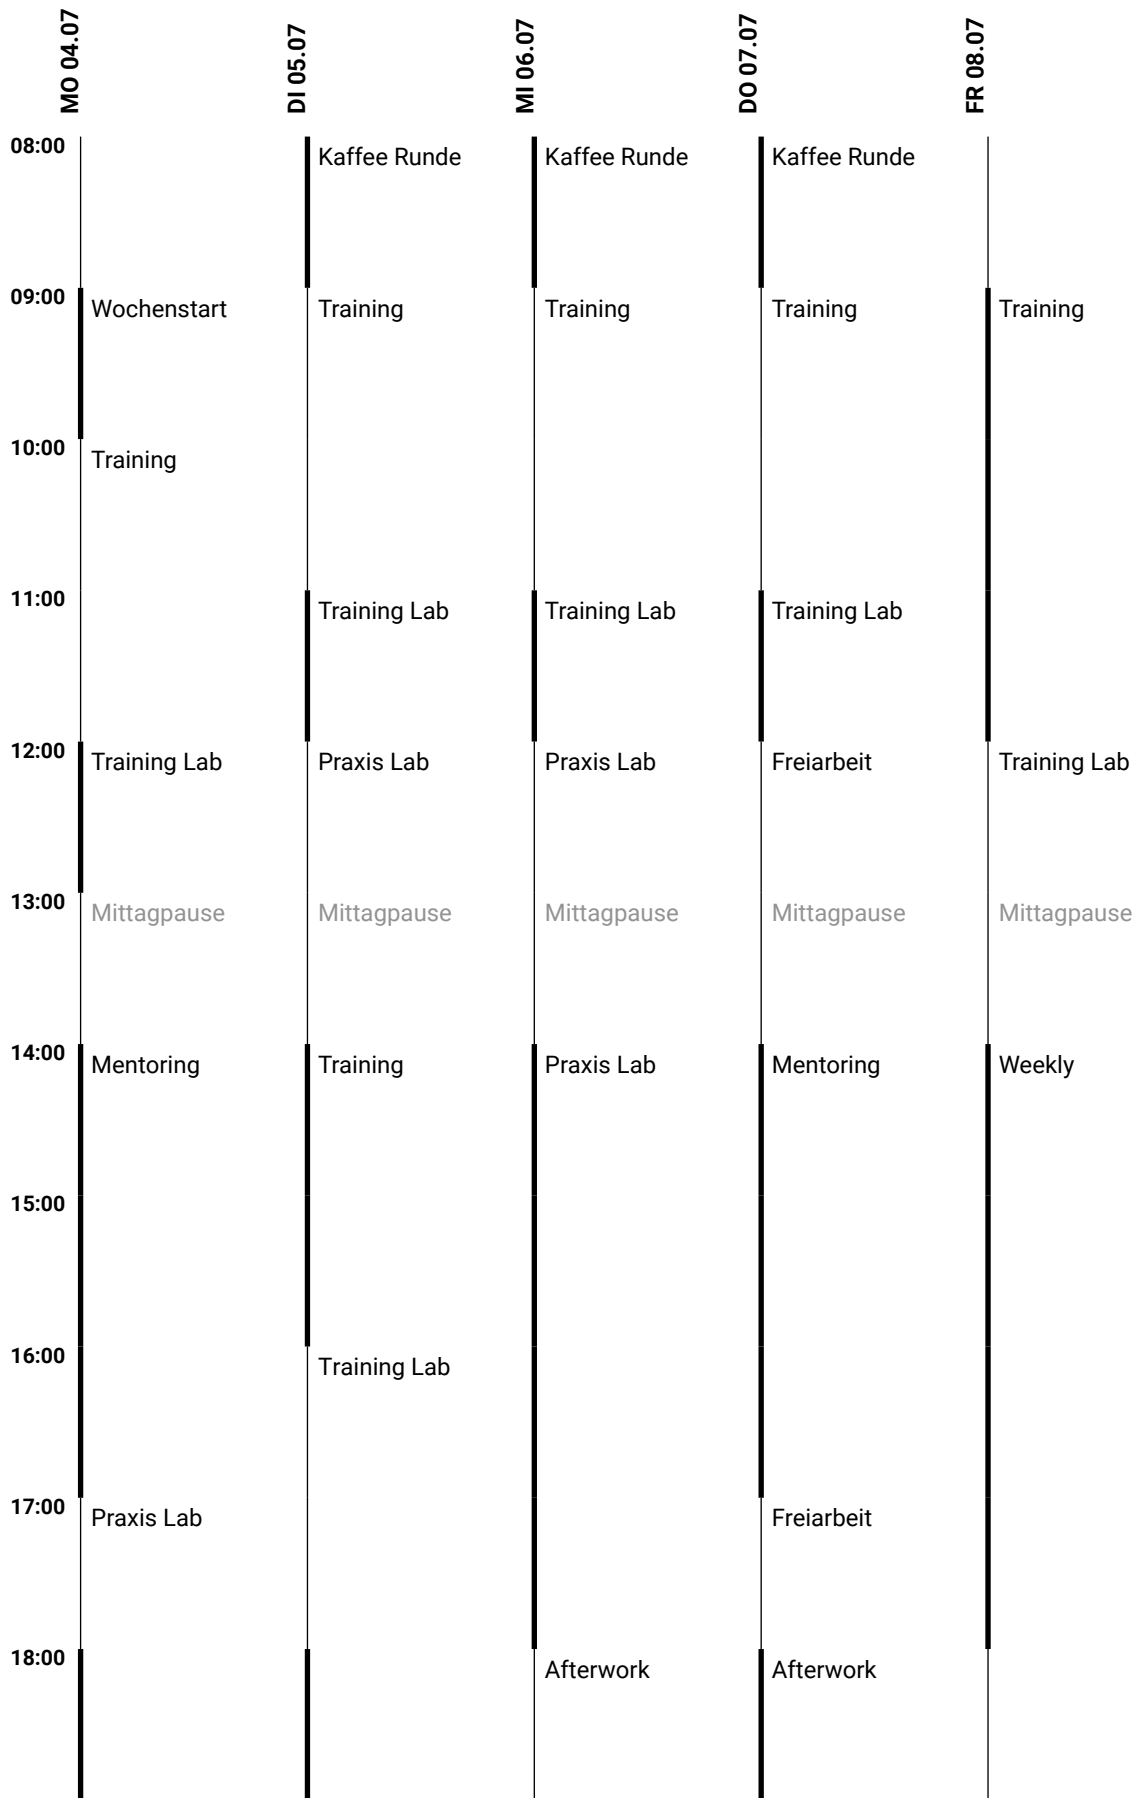 MO 04.07 DI 05.07 MI 06.07 DO 07.07 FR 08.07
08:00 Kaffee Runde Kaffee Runde Kaffee Runde
09:00 Wochenstart Training Training Training Training
10:00 Training
11:00 Training Lab Training Lab Training Lab
12:00 Training Lab Praxis Lab Praxis Lab Freiarbeit Training Lab
13:00 Mittagpause Mittagpause Mittagpause Mittagpause Mittagpause
14:00 Mentoring Training Praxis Lab Mentoring Weekly
15:00
16:00 Training Lab
17:00 Praxis Lab Freiarbeit
18:00 Afterwork Afterwork